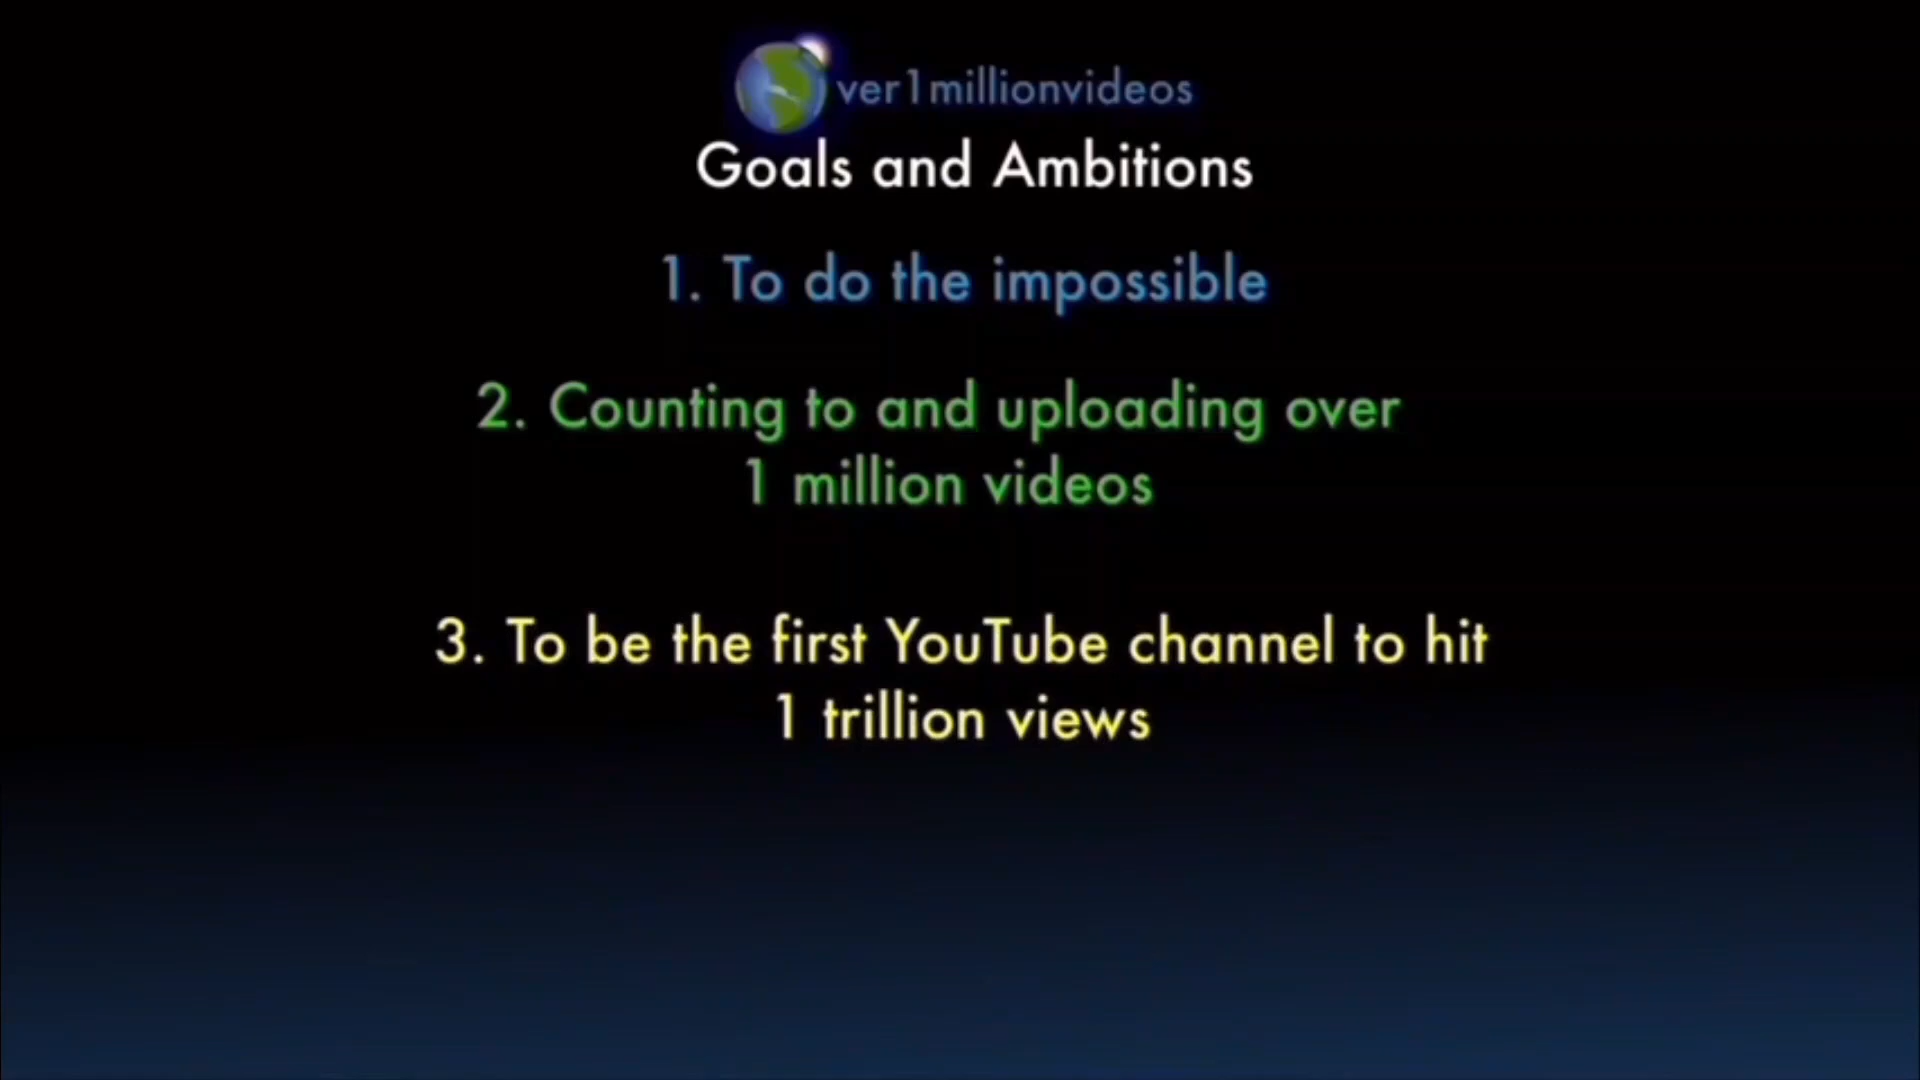 ver1millionvideos
Goals and Ambitions
1. To do the impossible
2. Counting to and uploading over
1 million videos
3. To be the first YouTube channel to hit
1 trillion views